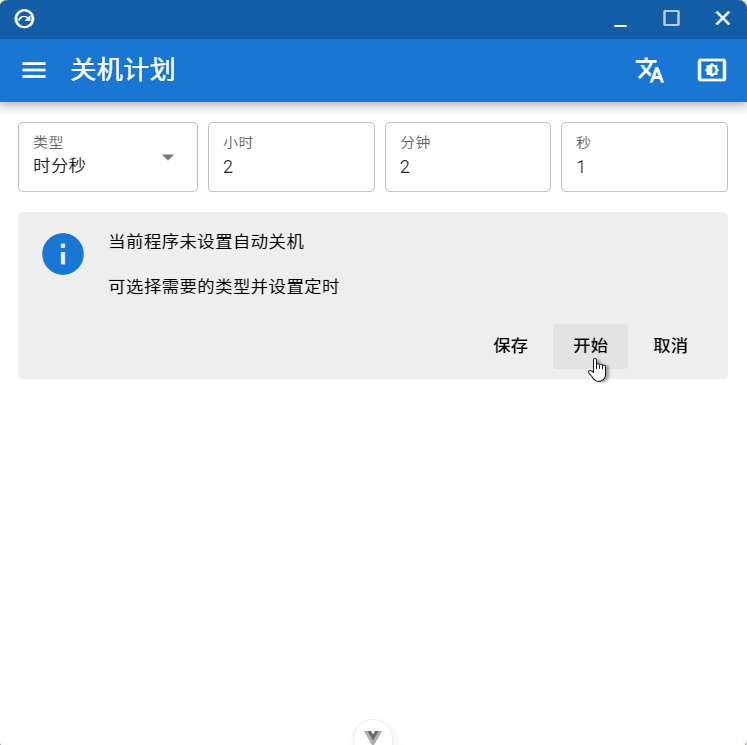 关机计划
类型
时分秒
小时
2
分钟
2
秒
1
当前程序未设置自动关机
可选择需要的类型并设置定时
保存
开始
取消